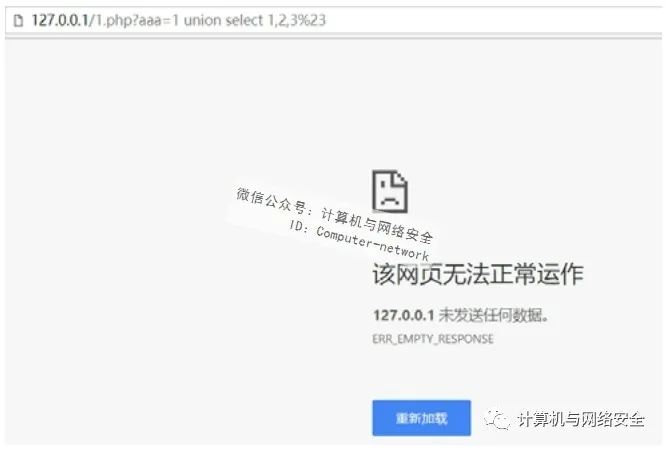 127.0.0.1/1.php?aaa=1 union select 1,2,3%23
微信公众号：计算机与网络安全
ID：Computer-network
该网页无法正常运作
127.0.0.1 未发送任何数据。
ERR_EMPTY_RESPONSE
重新加载
计算机与网络安全